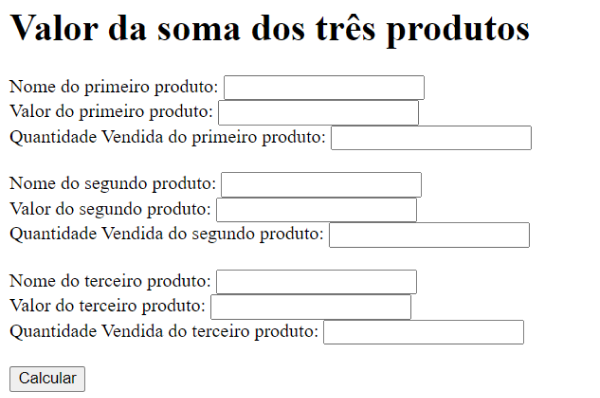 Valor da soma dos três produtos
Nome do primeiro produto:
Valor do primeiro produto:
Quantidade Vendida do primeiro produto:
Nome do segundo produto:
Valor do segundo produto:
Quantidade Vendida do segundo produto:
Nome do terceiro produto:
Valor do terceiro produto:
Quantidade Vendida do terceiro produto:
Calcular